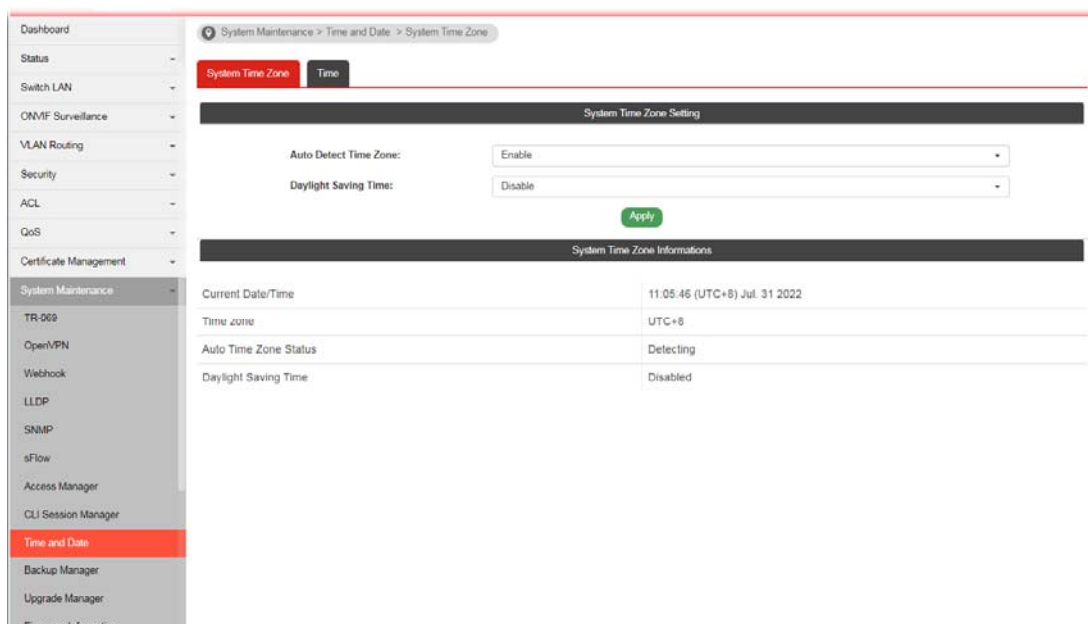 Dashboard
Status
Switch LAN
ONVIF Surveillance
VLAN Routing
Security
ACL
QoS
Certificate Management
System Maintenance
TR-069
OpenVPN
Webhook
LLDP
SNMP
sFlow
Access Manager
CLI Session Manager
Time and Date
Backup Manager
Upgrade Manager
System Maintenance > Time and Date > System Time Zone
System Time Zone Time
System Time Zone Setting
Auto Detect Time Zone: Enable
Daylight Saving Time: Disable
Apply
System Time Zone Informations
Current Date/Time 11:05:46 (UTC+8) Jul. 31 2022
Time zone UTC+8
Auto Time Zone Status Detecting
Daylight Saving Time Disabled